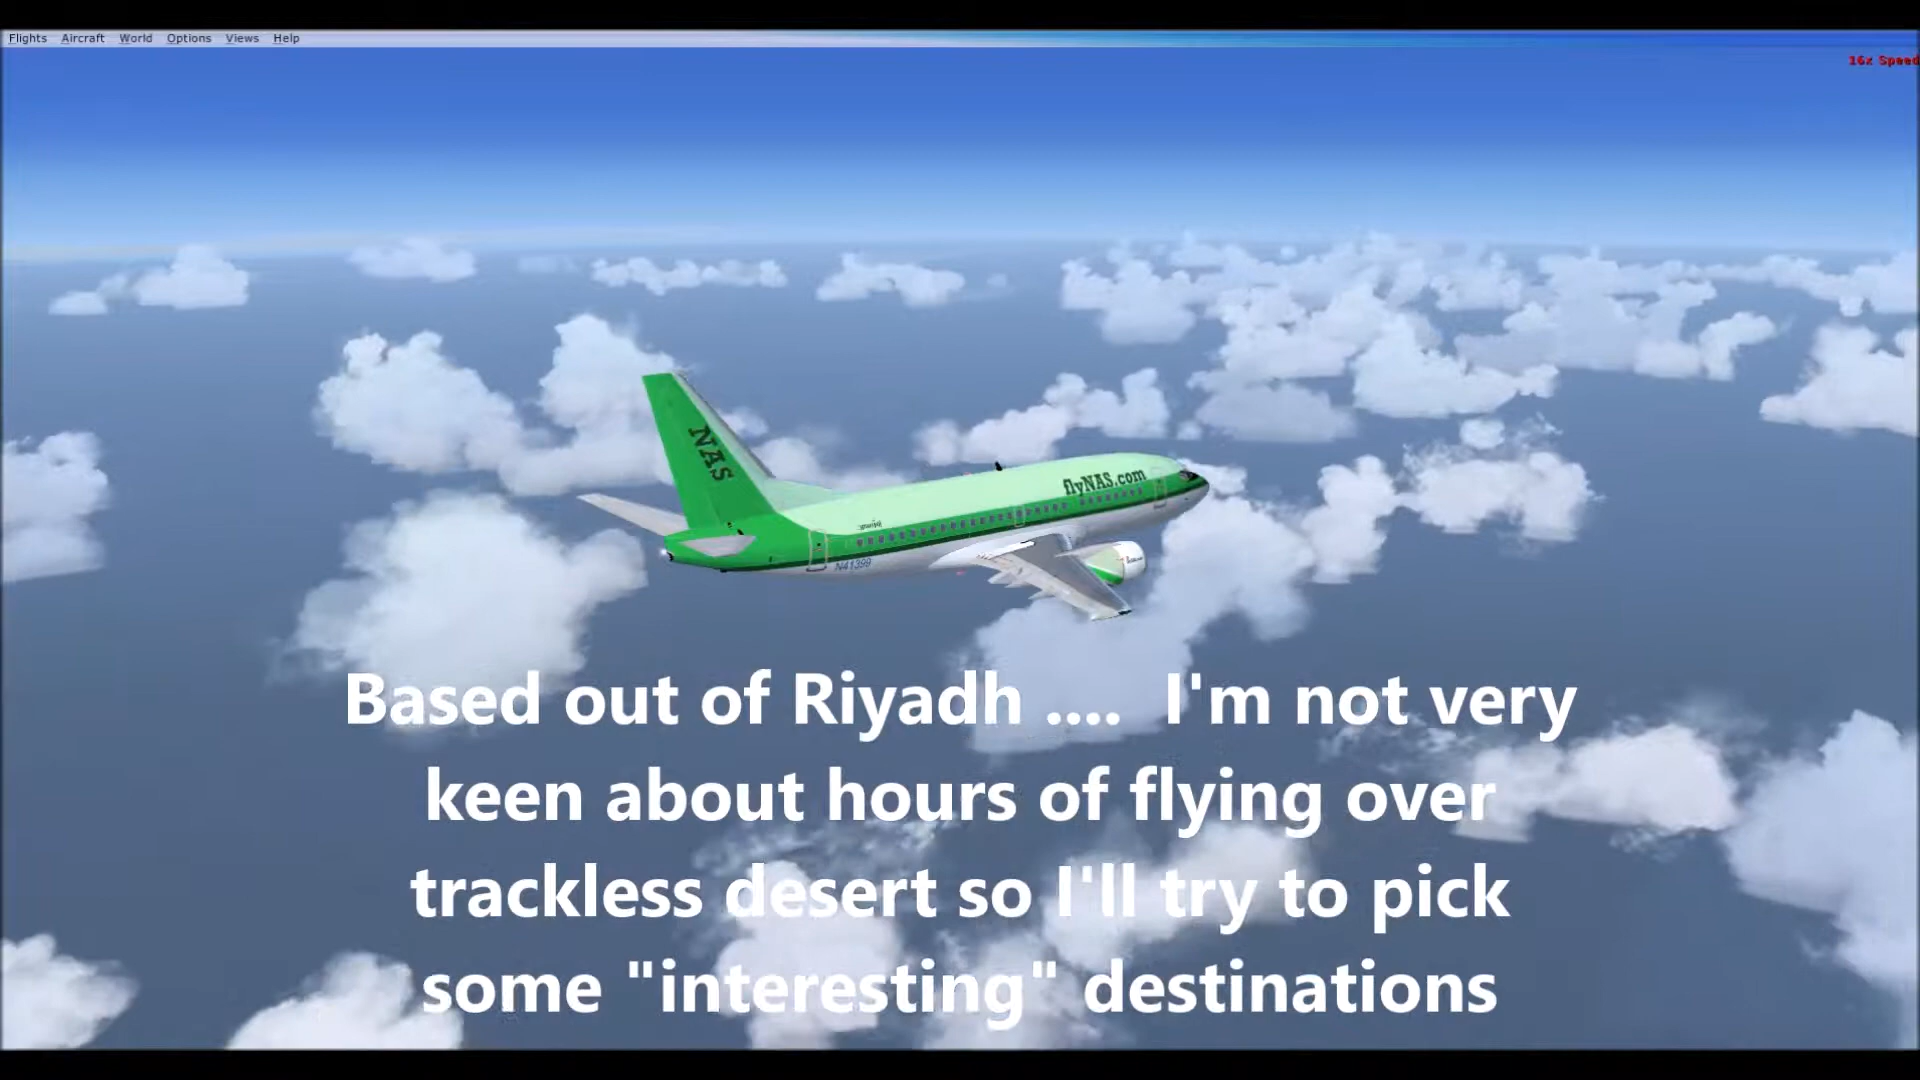 Flights Aircraft World Options Views Help
16x Speed
NAS
flyNAS.com
N41399
Based out of Riyadh .... I'm not very
keen about hours of flying over
trackless desert so I'll try to pick
some "interesting" destinations